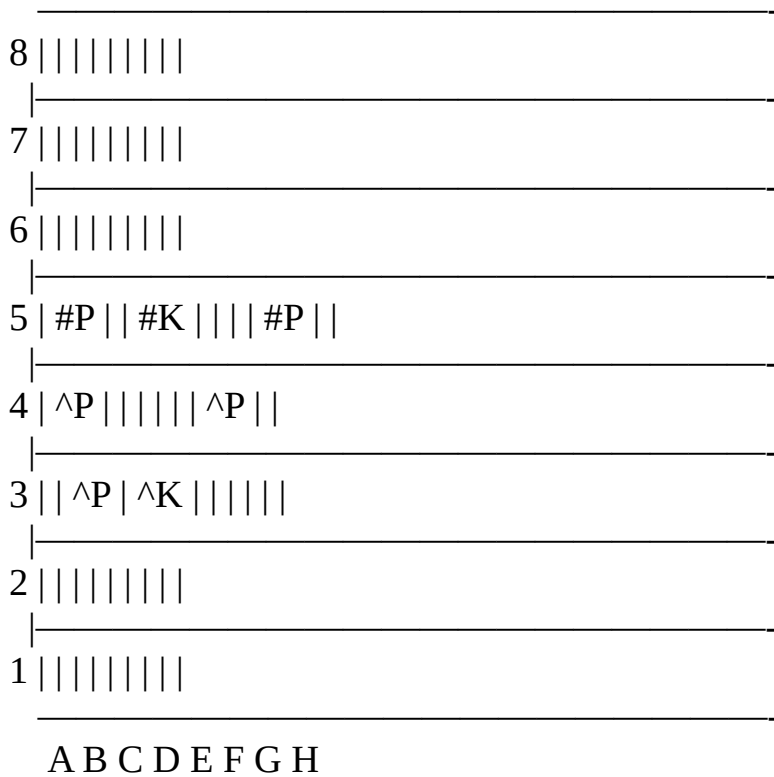 ————————————————————-
8 | | | | | | | | |
|————————————————————-
7 | | | | | | | | |
|————————————————————-
6 | | | | | | | | |
|————————————————————-
5 | #P | | #K | | | | #P | |
|————————————————————-
4 | ^P | | | | | | ^P | |
|————————————————————-
3 | | ^P | ^K | | | | | |
|————————————————————-
2 | | | | | | | | |
|————————————————————-
1 | | | | | | | | |
————————————————————-
A B C D E F G H